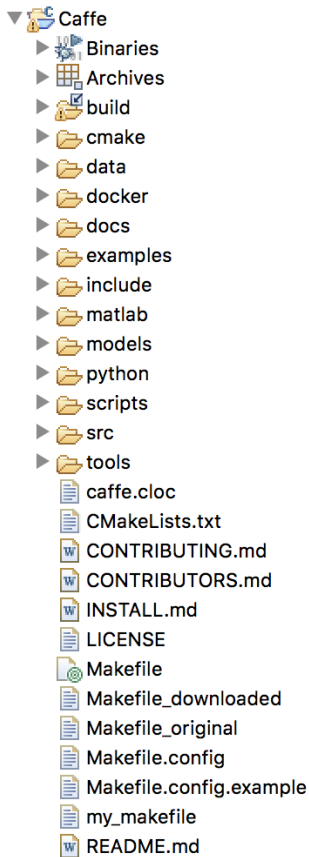 Caffe
Binaries
Archives
build
cmake
data
docker
docs
examples
include
matlab
models
python
scripts
src
tools
caffe.cloc
CMakeLists.txt
CONTRIBUTING.md
CONTRIBUTORS.md
INSTALL.md
LICENSE
Makefile
Makefile_downloaded
Makefile_original
Makefile.config
Makefile.config.example
my_makefile
README.md